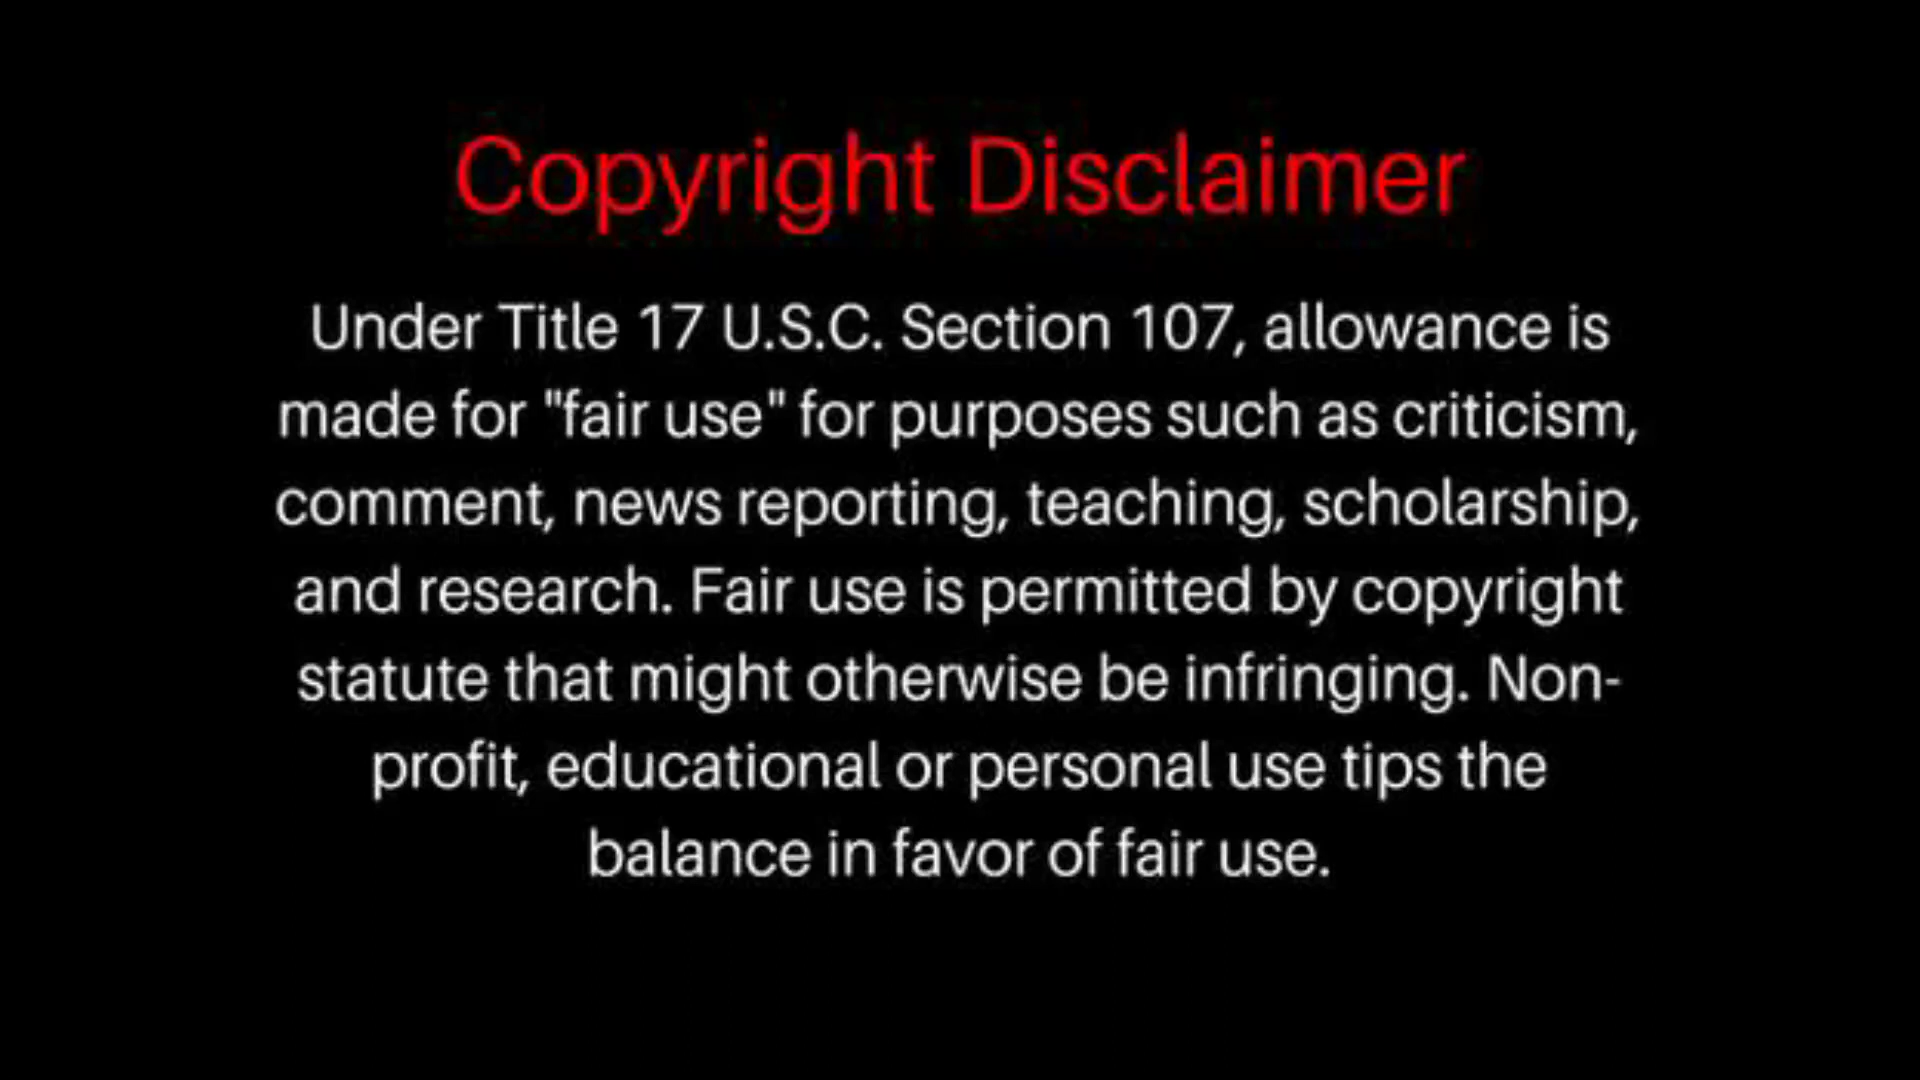 Copyright Disclaimer
Under Title 17 U.S.C. Section 107, allowance is
made for "fair use" for purposes such as criticism,
comment, news reporting, teaching, scholarship,
and research. Fair use is permitted by copyright
statute that might otherwise be infringing. Non-
profit, educational or personal use tips the
balance in favor of fair use.